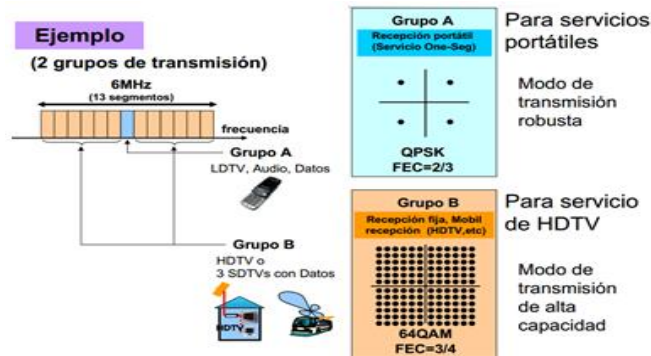 Ejemplo
(2 grupos de transmisión)
6MHz
(13 segmentos)
frecuencia
Grupo A
LDTV, Audio, Datos
Grupo B
HDTV o
3 SDTVs con Datos
HDTV
Grupo A
Recepción portátil
(Servicio One-Seg)
QPSK
FEC=2/3
Para servicios
portátiles
Modo de
transmisión
robusta
Grupo B
Recepción fija, Mobil
recepción (HDTV,etc)
64QAM
FEC=3/4
Para servicio
de HDTV
Modo de
transmisión
de alta
capacidad